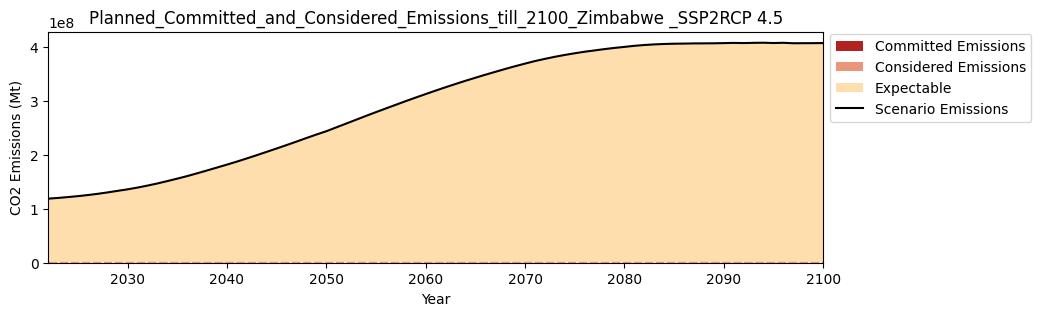 Planned_Committed_and_Considered_Emissions_till_2100_Zimbabwe _SSP2RCP 4.5
1e8
4
3
2
1
0
CO2 Emissions (Mt)
2030 2040 2050 2060 2070 2080 2090 2100
Year
Committed Emissions
Considered Emissions
Expectable
Scenario Emissions